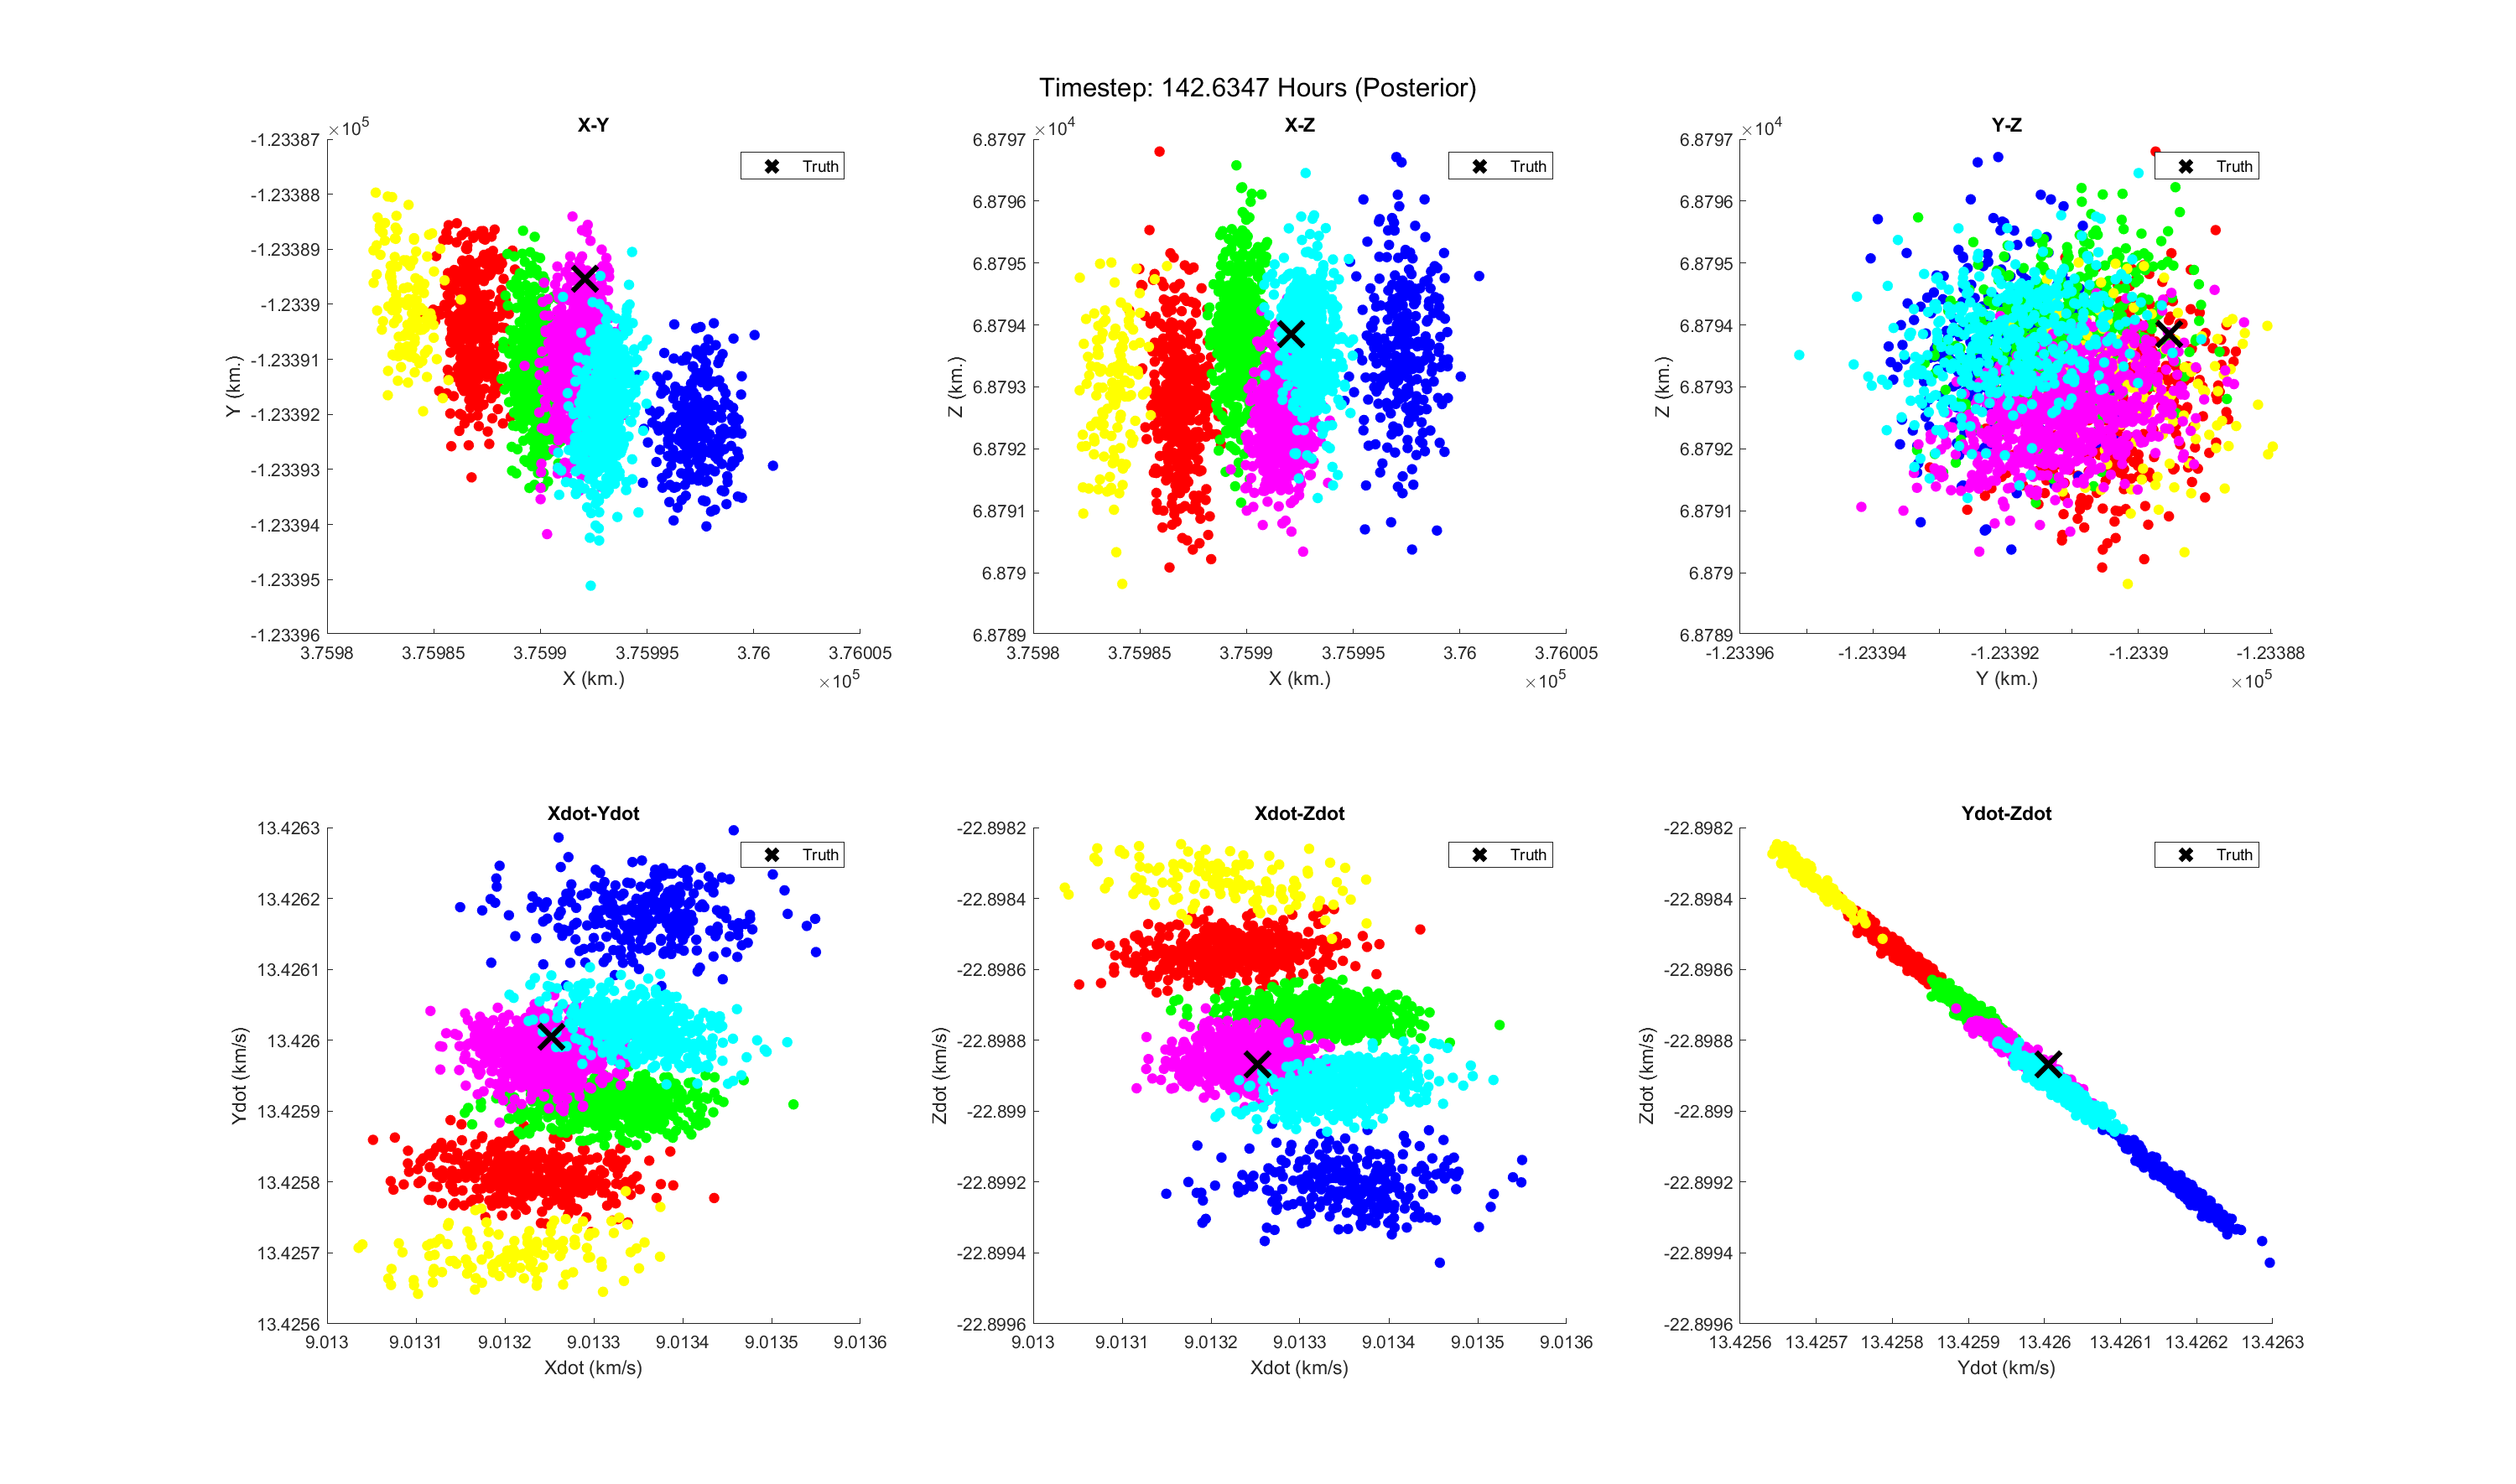 Timestep: 142.6347 Hours (Posterior)
X-Y
×10^5
-1.23387
-1.23388
-1.23389
-1.2339
-1.23391
-1.23392
-1.23393
-1.23394
-1.23395
-1.23396
Y (km.)
Truth
3.7598 3.75985 3.7599 3.75995 3.76 3.76005
X (km.)
×10^5
X-Z
×10^4
6.8797
6.8796
6.8795
6.8794
6.8793
6.8792
6.8791
6.879
6.8789
Z (km.)
Truth
3.7598 3.75985 3.7599 3.75995 3.76 3.76005
X (km.)
×10^5
Y-Z
×10^4
6.8797
6.8796
6.8795
6.8794
6.8793
6.8792
6.8791
6.879
6.8789
Z (km.)
Truth
-1.23396 -1.23394 -1.23392 -1.2339 -1.23388
Y (km.)
×10^5
Xdot-Ydot
13.4263
13.4262
13.4261
13.426
13.4259
13.4258
13.4257
13.4256
Ydot (km/s)
Truth
9.013 9.0131 9.0132 9.0133 9.0134 9.0135 9.0136
Xdot (km/s)
Xdot-Zdot
-22.8982
-22.8984
-22.8986
-22.8988
-22.899
-22.8992
-22.8994
-22.8996
Zdot (km/s)
Truth
9.013 9.0131 9.0132 9.0133 9.0134 9.0135 9.0136
Xdot (km/s)
Ydot-Zdot
-22.8982
-22.8984
-22.8986
-22.8988
-22.899
-22.8992
-22.8994
-22.8996
Zdot (km/s)
Truth
13.4256 13.4257 13.4258 13.4259 13.426 13.4261 13.4262 13.4263
Ydot (km/s)